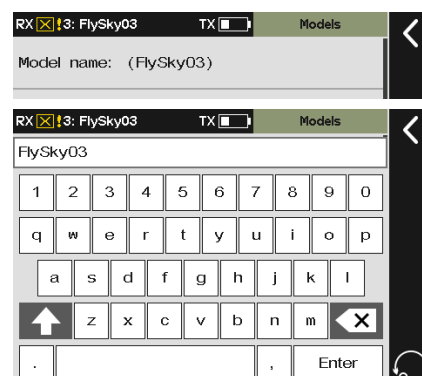 RX 3: FlySky03 TX Models
Model name: (FlySky03)
RX 3: FlySky03 TX Models
FlySky03
1 2 3 4 5 6 7 8 9 0
q w e r t y u i o p
a s d f g h j k l
z x c v b n m
. , Enter